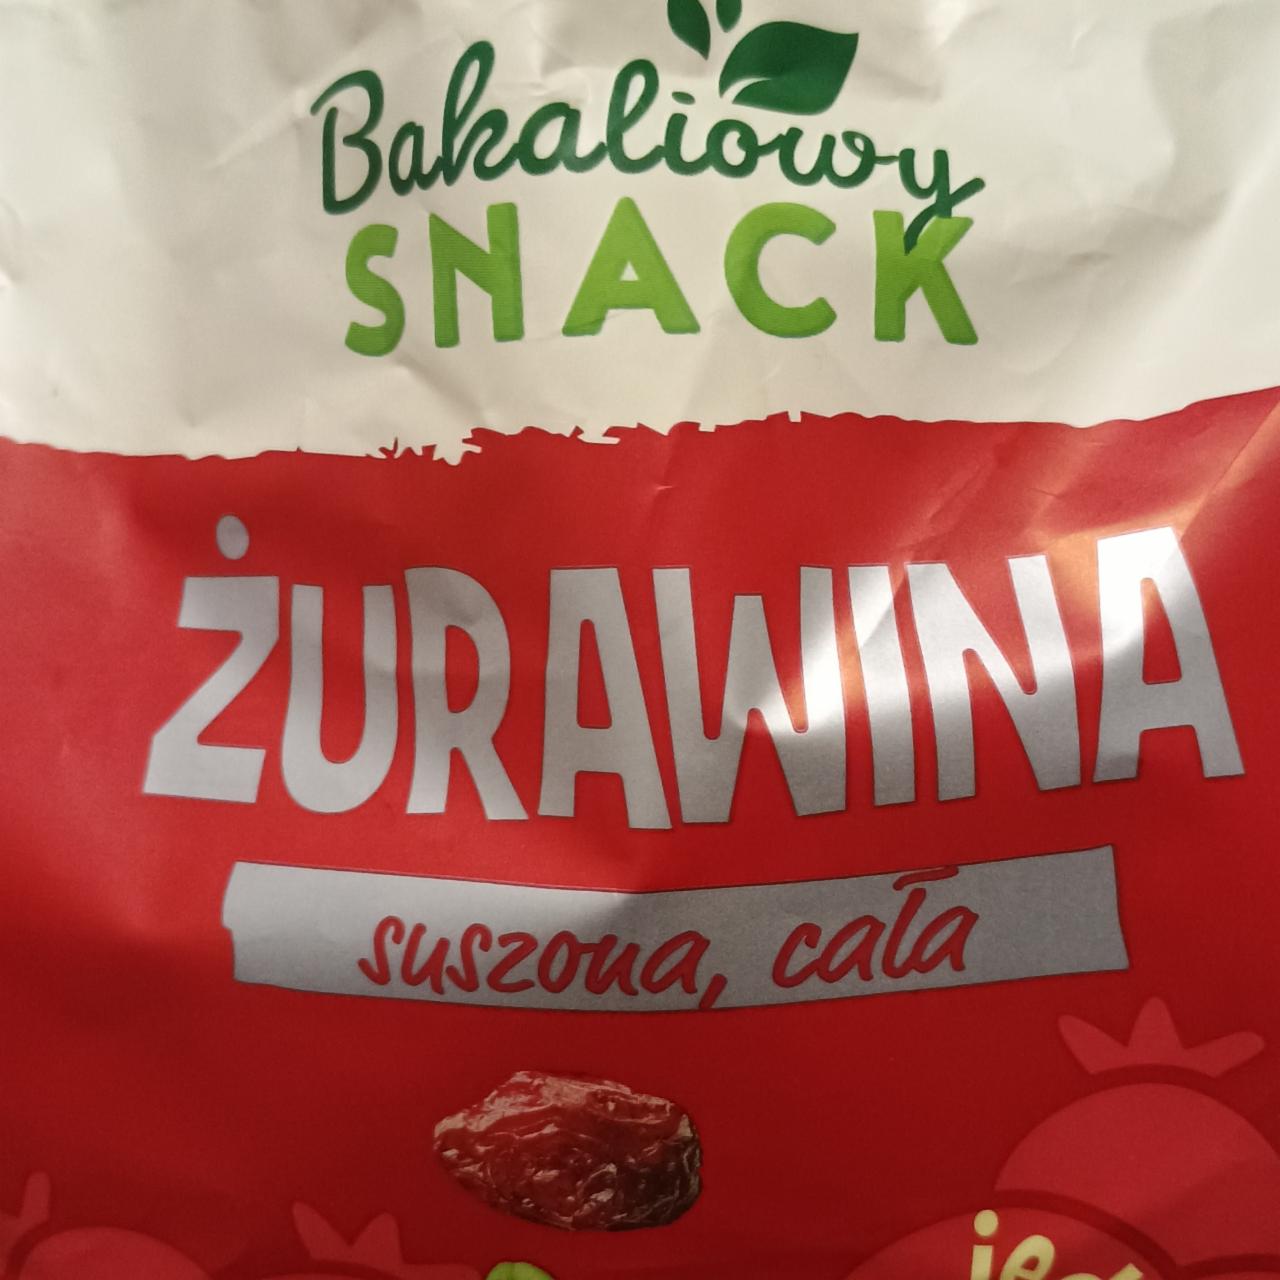 Bakaliowy
SNACK
ŻURAWINA
suszona, cała